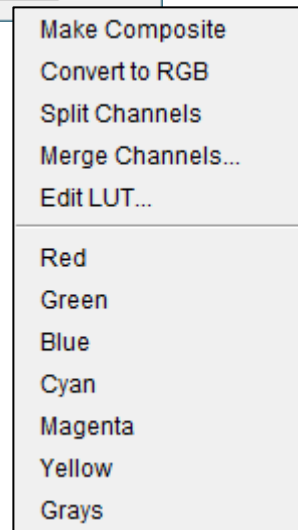 Make Composite
Convert to RGB
Split Channels
Merge Channels...
Edit LUT...
Red
Green
Blue
Cyan
Magenta
Yellow
Grays